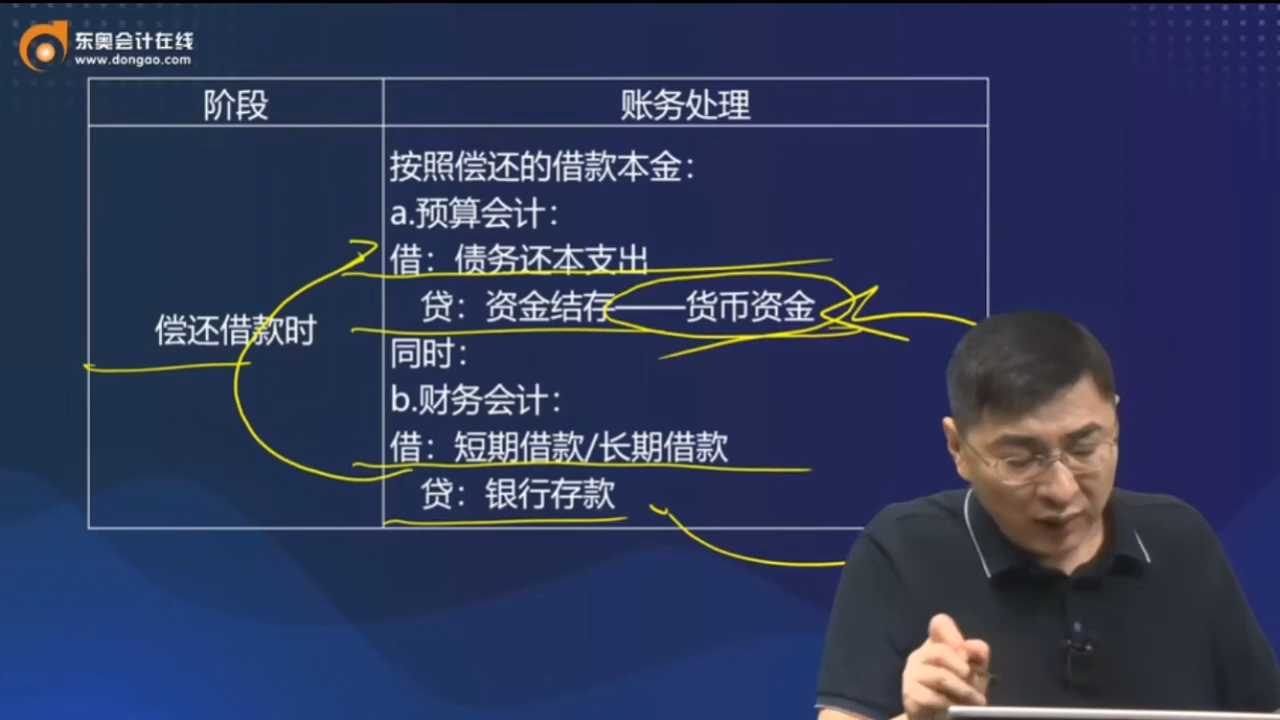 东奥会计在线
www.dongao.com
阶段
账务处理
偿还借款时
按照偿还的借款本金：
a.预算会计：
借：债务还本支出
贷：资金结存——货币资金
同时：
b.财务会计：
借：短期借款/长期借款
贷：银行存款